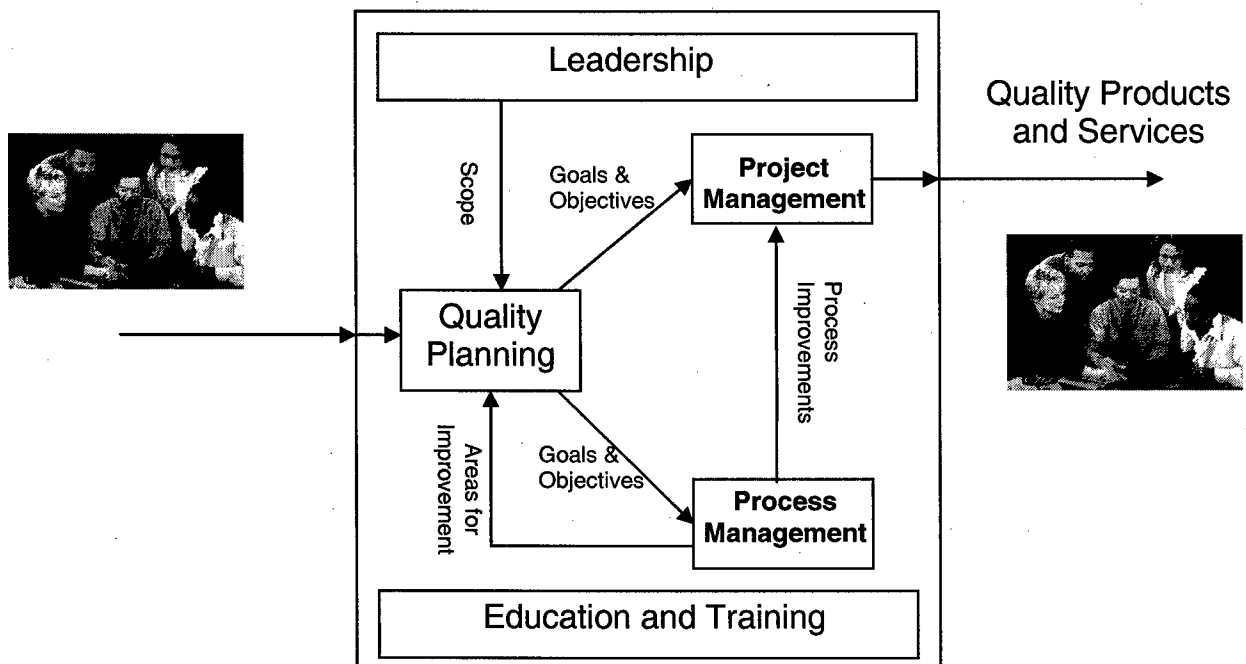 Leadership
Quality Products
and Services
Scope
Goals &
Objectives
Project
Management
Quality
Planning
Process
Improvements
Areas for
Improvement
Goals &
Objectives
Process
Management
Education and Training